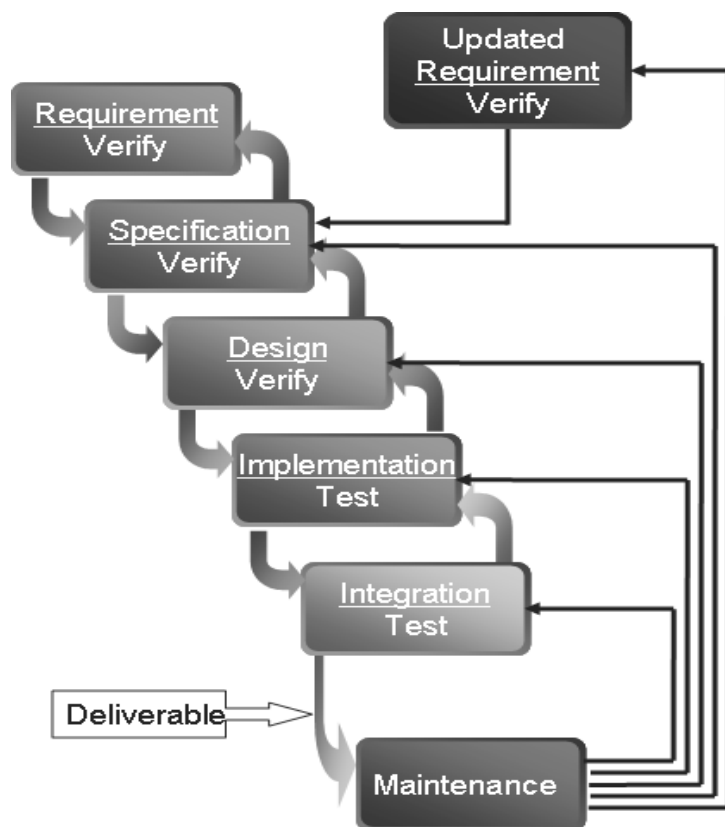 Updated
Requirement
Verify
Requirement
Verify
Specification
Verify
Design
Verify
Implementation
Test
Integration
Test
Deliverable
Maintenance